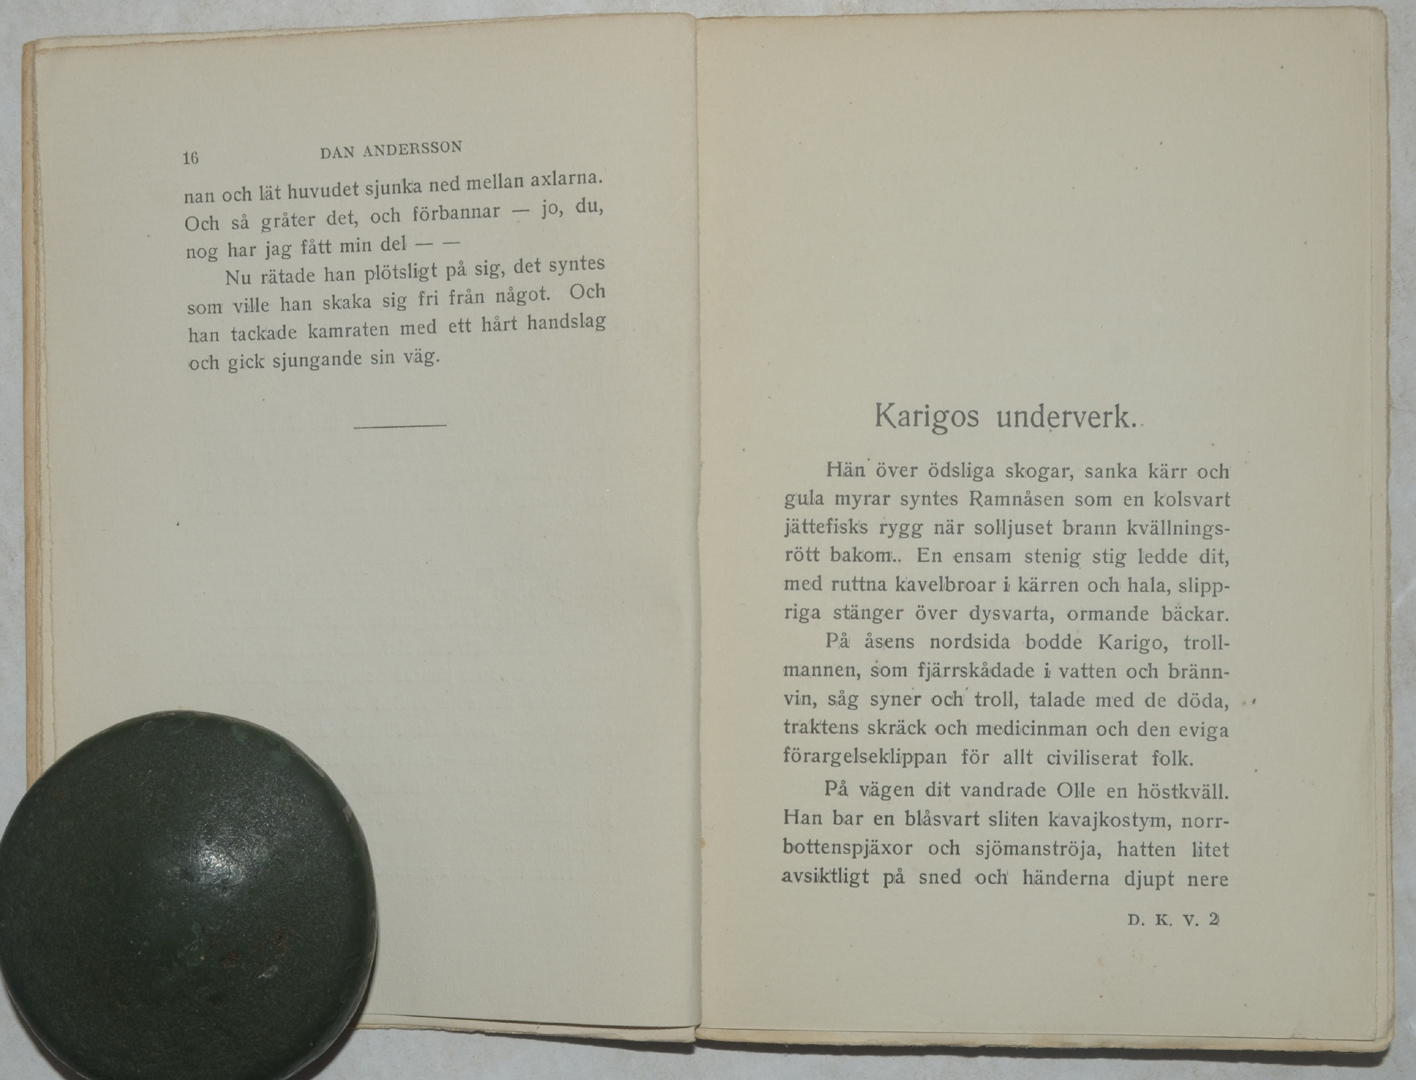 16 DAN ANDERSSON
nan och lät huvudet sjunka ned mellan axlarna.
Och så gråter det, och förbannar — jo, du,
nog har jag fått min del — —
Nu rätade han plötsligt på sig, det syntes
som ville han skaka sig fri från något. Och
han tackade kamraten med ett hårt handslag
och gick sjungande sin väg.
Karigos underverk.
Hän över ödsliga skogar, sanka kärr och
gula myrar syntes Ramnåsen som en kolsvart
jättefisks rygg när solljuset brann kvällnings-
rött bakom.. En ensam stenig stig ledde dit,
med ruttna kavelbroar i kärren och hala, slipp-
riga stänger över dysvarta, ormande bäckar.
På åsens nordsida bodde Karigo, troll-
mannen, som fjärrskådade i vatten och bränn-
vin, såg syner och troll, talade med de döda,
traktens skräck och medicinman och den eviga
förargelseklippan för allt civiliserat folk.
På vägen dit vandrade Olle en höstkväll.
Han bar en blåsvart sliten kavajkostym, norr-
bottenspjäxor och sjömanströja, hatten litet
avsiktligt på sned och händerna djupt nere
D. K. V. 2